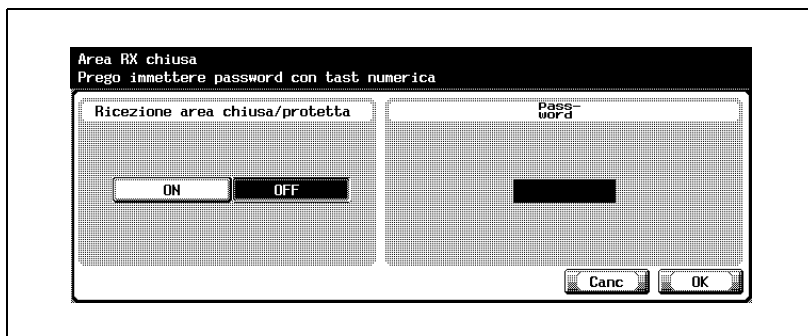 Area RX chiusa
Prego immettere password con tast numerica
Ricezione area chiusa/protetta
Pass-
word
ON OFF
Canc OK